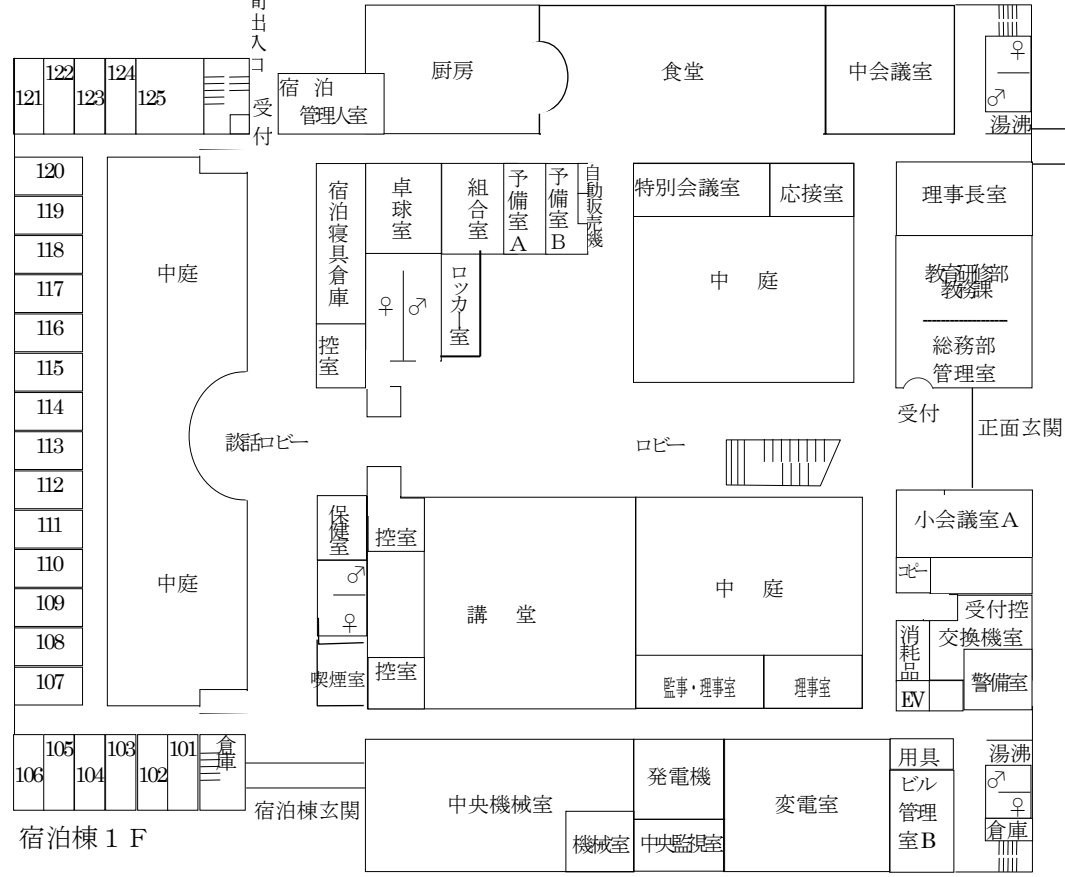 間出入口
受付
宿 泊
管理人室
厨房
食堂
中会議室
♀
♂
湯沸
121
122
123
124
125
120
119
118
117
116
115
114
113
112
111
110
109
108
107
中庭
中庭
談話ロビー
宿泊寝具倉庫
控室
卓球室
♀
♂
組合室
ロッカー室
予備室A
予備室B
自動販売機
特別会議室
応接室
中 庭
理事長室
教育研修部
教務課
総務部
管理室
受付
正面玄関
ロビー
保健室
♂
♀
喫煙室
控室
控室
講 堂
中 庭
監事・理事室
理事室
小会議室A
コピー
受付控
交換機室
消耗品
EV
警備室
106
105
104
103
102
101
倉庫
宿泊棟玄関
宿泊棟1F
中央機械室
機械室
発電機
中央監視室
変電室
用具
ビル
管理
室B
湯沸
♂
♀
倉庫